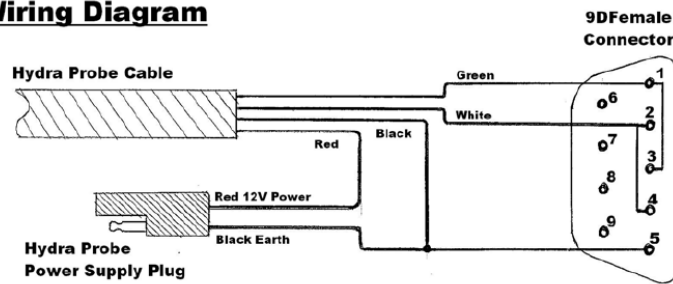 Wiring Diagram
9DFemale
Connector
Hydra Probe Cable
Green
1
6
White
2
Black
Red
7
3
8
Red 12V Power
4
9
Black Earth
5
Hydra Probe
Power Supply Plug